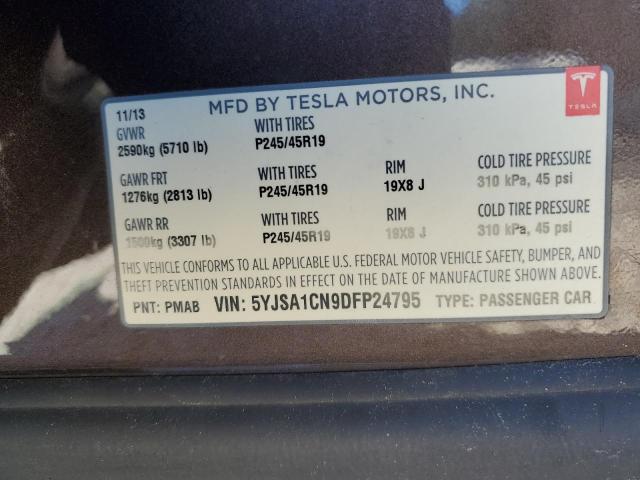 11/13 MFD BY TESLA MOTORS, INC.
TESLA
GVWR WITH TIRES
2590kg (5710 lb) P245/45R19
GAWR FRT WITH TIRES RIM COLD TIRE PRESSURE
1276kg (2813 lb) P245/45R19 19X8 J 310 kPa, 45 psi
GAWR RR WITH TIRES RIM COLD TIRE PRESSURE
1500kg (3307 lb) P245/45R19 19X8 J 310 kPa, 45 psi
THIS VEHICLE CONFORMS TO ALL APPLICABLE U.S. FEDERAL MOTOR VEHICLE SAFETY, BUMPER, AND
THEFT PREVENTION STANDARDS IN EFFECT ON THE DATE OF MANUFACTURE SHOWN ABOVE.
PNT: PMAB VIN: 5YJSA1CN9DFP24795 TYPE: PASSENGER CAR